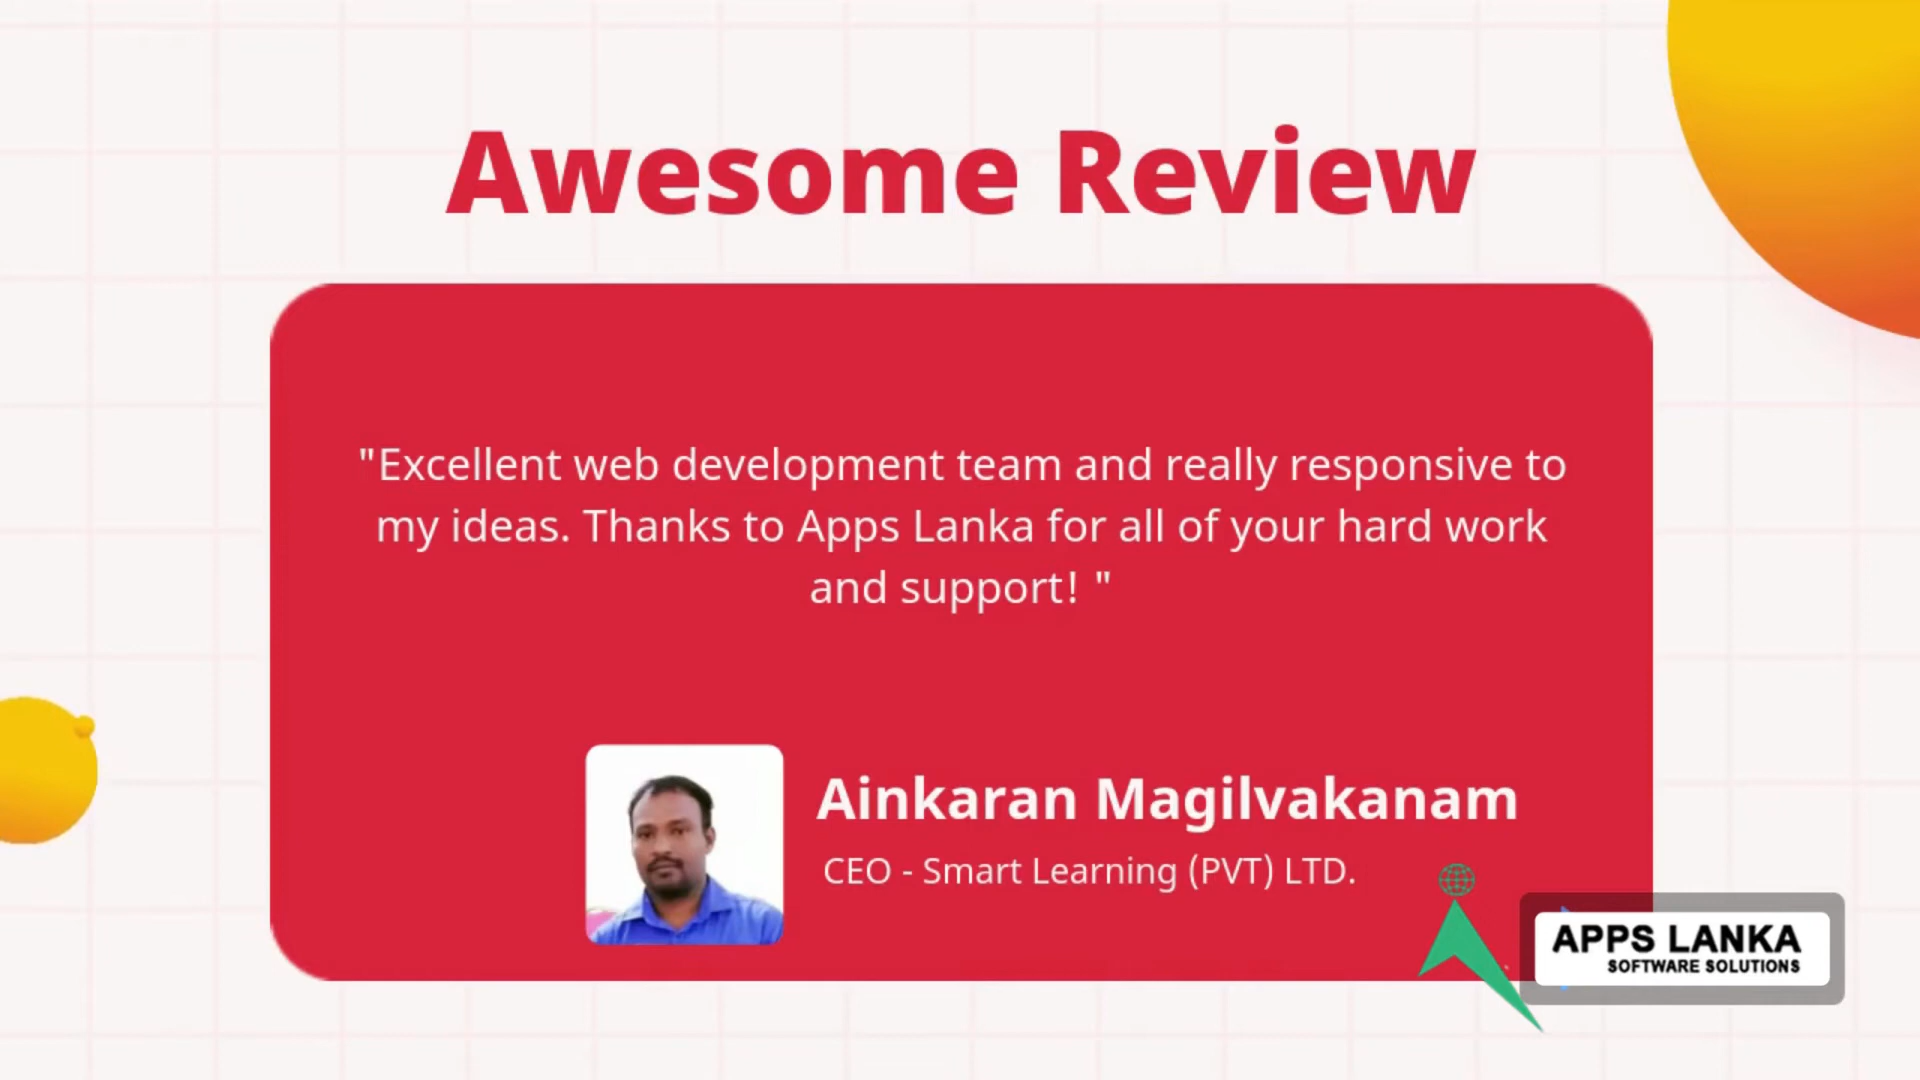 Awesome Review
"Excellent web development team and really responsive to
my ideas. Thanks to Apps Lanka for all of your hard work
and support! "
Ainkaran Magilvakanam
CEO - Smart Learning (PVT) LTD.
APPS LANKA
SOFTWARE SOLUTIONS